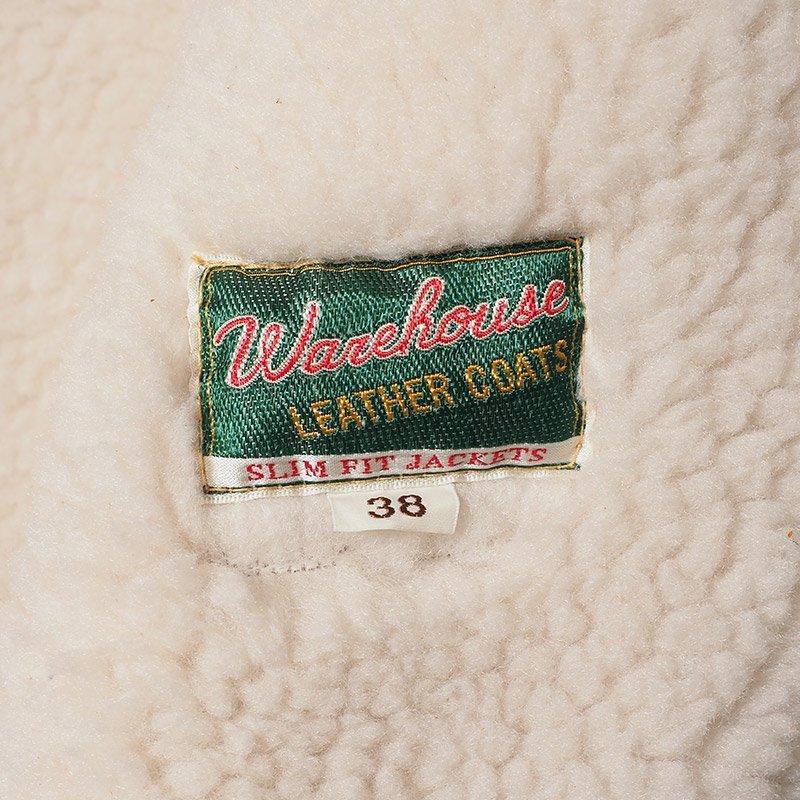 Warehouse
LEATHER COATS
SLIM FIT JACKETS
38